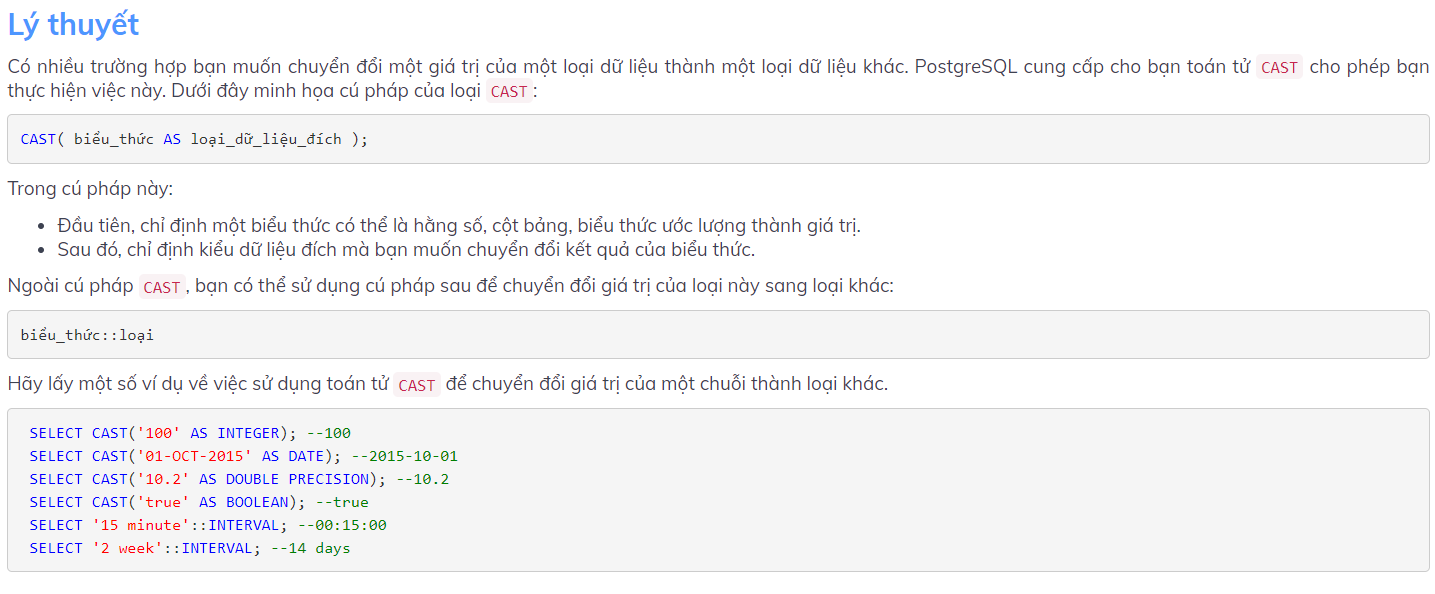 Lý thuyết
Có nhiều trường hợp bạn muốn chuyển đổi một giá trị của một loại dữ liệu thành một loại dữ liệu khác. PostgreSQL cung cấp cho bạn toán tử CAST cho phép bạn
thực hiện việc này. Dưới đây minh họa cú pháp của loại CAST :
CAST( biểu_thức AS loại_dữ_liệu_đích );
Trong cú pháp này:
• Đầu tiên, chỉ định một biểu thức có thể là hằng số, cột bảng, biểu thức ước lượng thành giá trị.
• Sau đó, chỉ định kiểu dữ liệu đích mà bạn muốn chuyển đổi kết quả của biểu thức.
Ngoài cú pháp CAST , bạn có thể sử dụng cú pháp sau để chuyển đổi giá trị của loại này sang loại khác:
biểu_thức::loại
Hãy lấy một số ví dụ về việc sử dụng toán tử CAST để chuyển đổi giá trị của một chuỗi thành loại khác.
SELECT CAST('100' AS INTEGER); --100
SELECT CAST('01-OCT-2015' AS DATE); --2015-10-01
SELECT CAST('10.2' AS DOUBLE PRECISION); --10.2
SELECT CAST('true' AS BOOLEAN); --true
SELECT '15 minute'::INTERVAL; --00:15:00
SELECT '2 week'::INTERVAL; --14 days